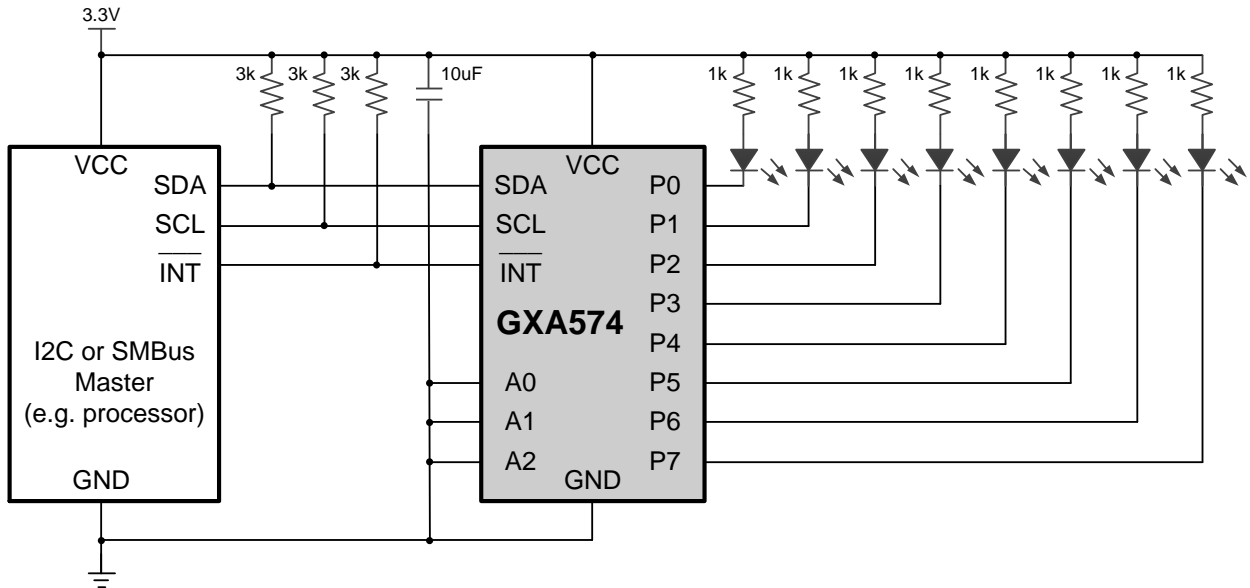 3.3V
3k
3k
3k
10uF
1k
1k
1k
1k
1k
1k
1k
1k
VCC
SDA
SCL
INT
I2C or SMBus
Master
(e.g. processor)
GND
VCC
SDA
SCL
INT
GXA574
A0
A1
A2
GND
P0
P1
P2
P3
P4
P5
P6
P7